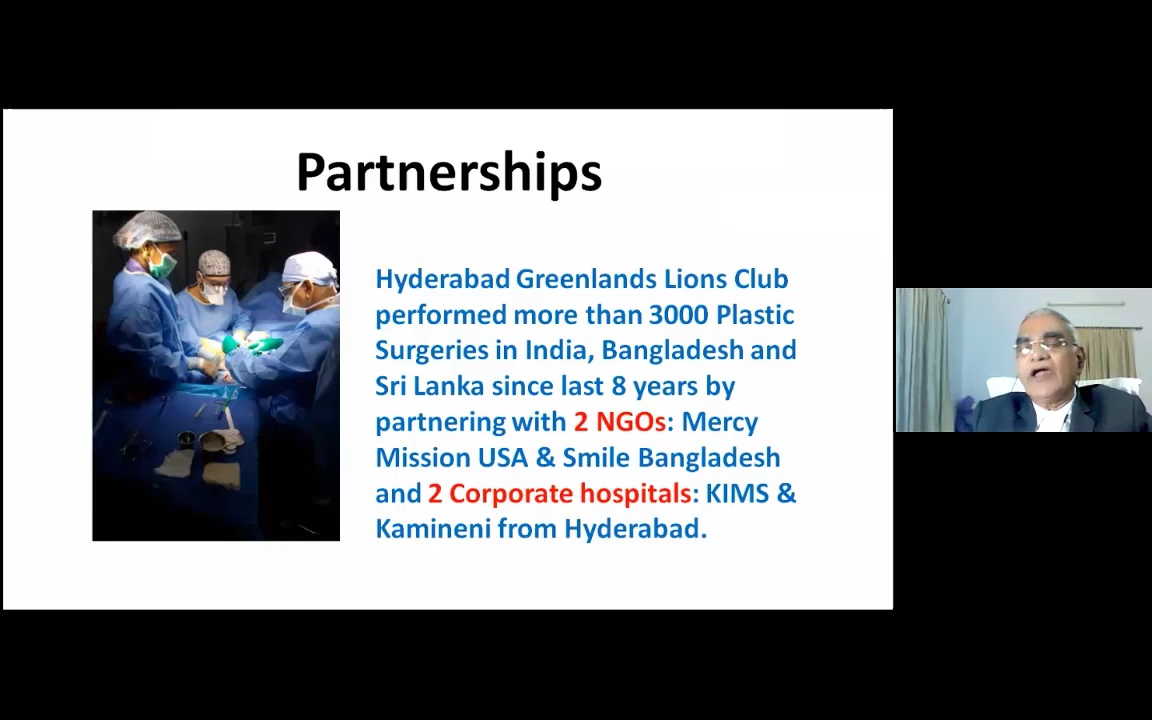 Partnerships
Hyderabad Greenlands Lions Club
performed more than 3000 Plastic
Surgeries in India, Bangladesh and
Sri Lanka since last 8 years by
partnering with 2 NGOs: Mercy
Mission USA & Smile Bangladesh
and 2 Corporate hospitals: KIMS &
Kamineni from Hyderabad.